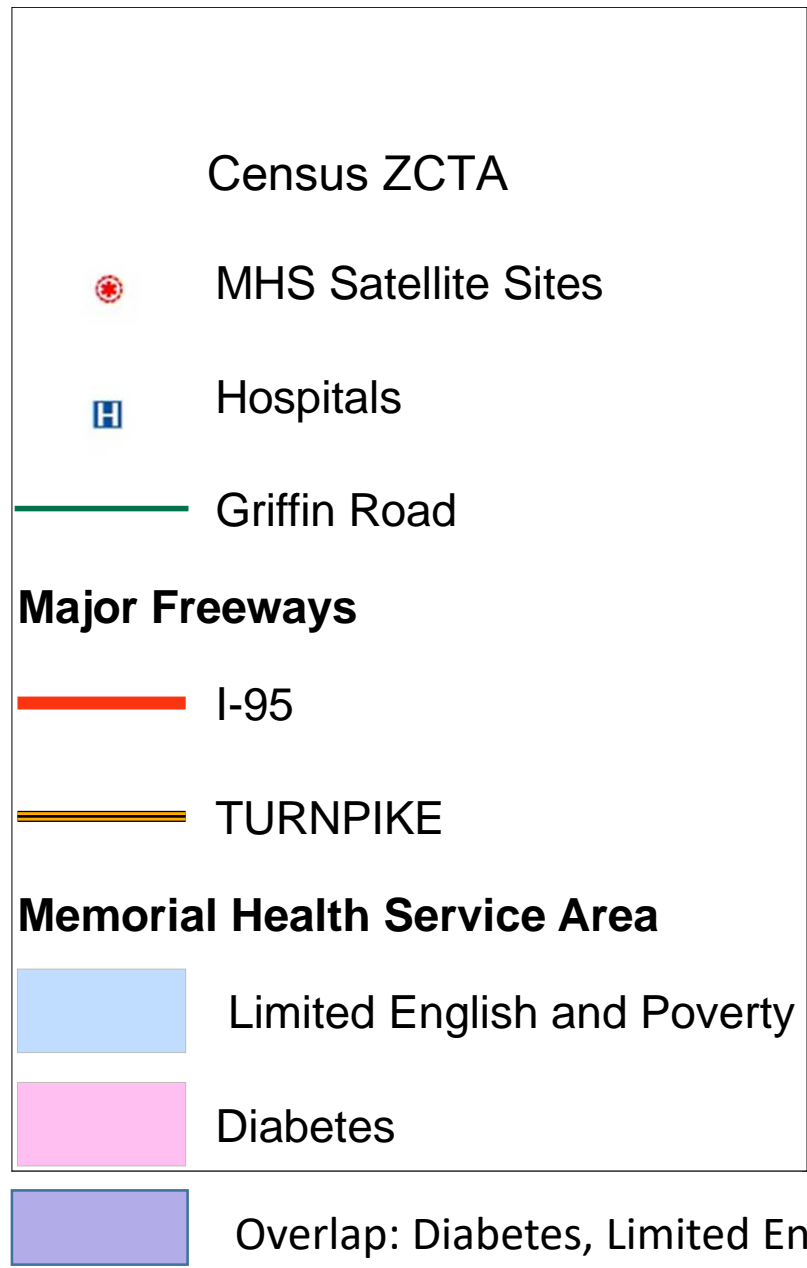 Census ZCTA
MHS Satellite Sites
H
Hospitals
Griffin Road
Major Freeways
I-95
TURNPIKE
Memorial Health Service Area
Limited English and Poverty
Diabetes
Overlap: Diabetes, Limited En